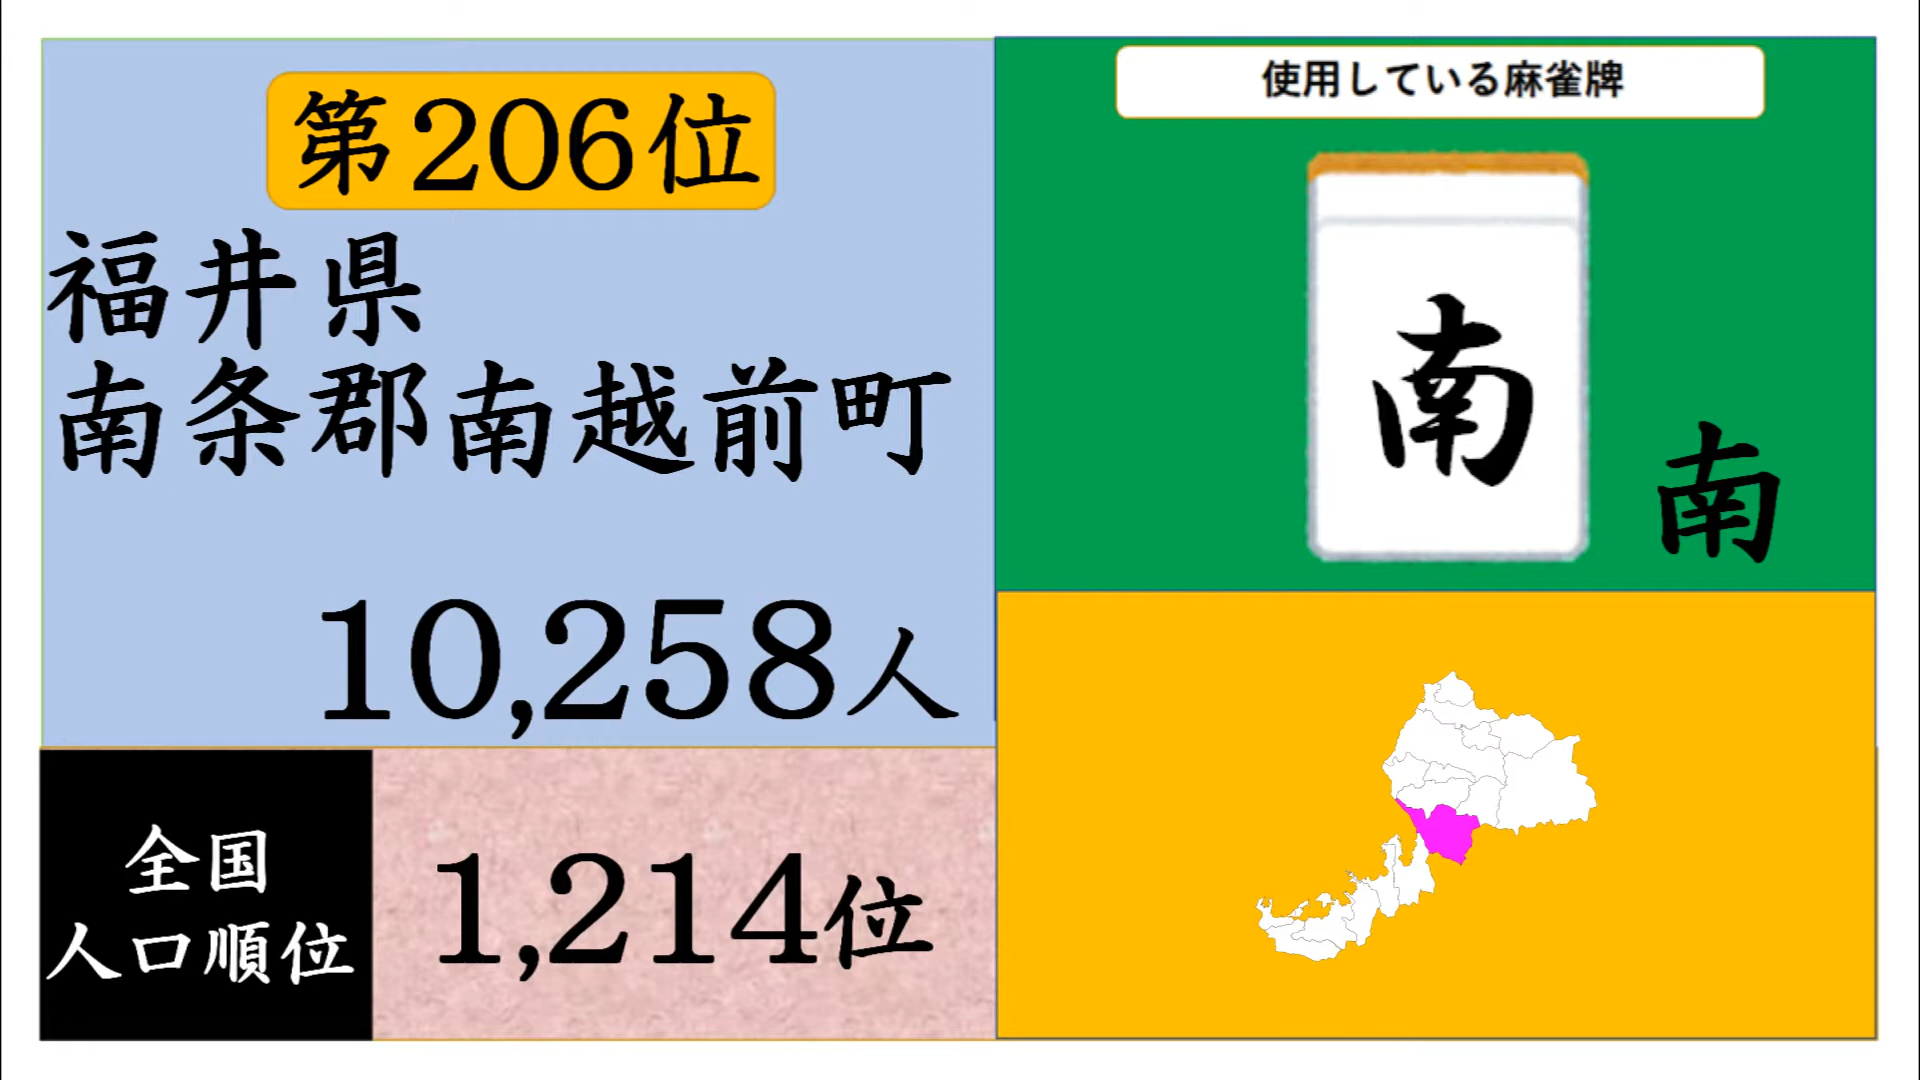 第206位
福井県
南条郡南越前町
10,258人
全国
人口順位
1,214位
使用している麻雀牌
南
南